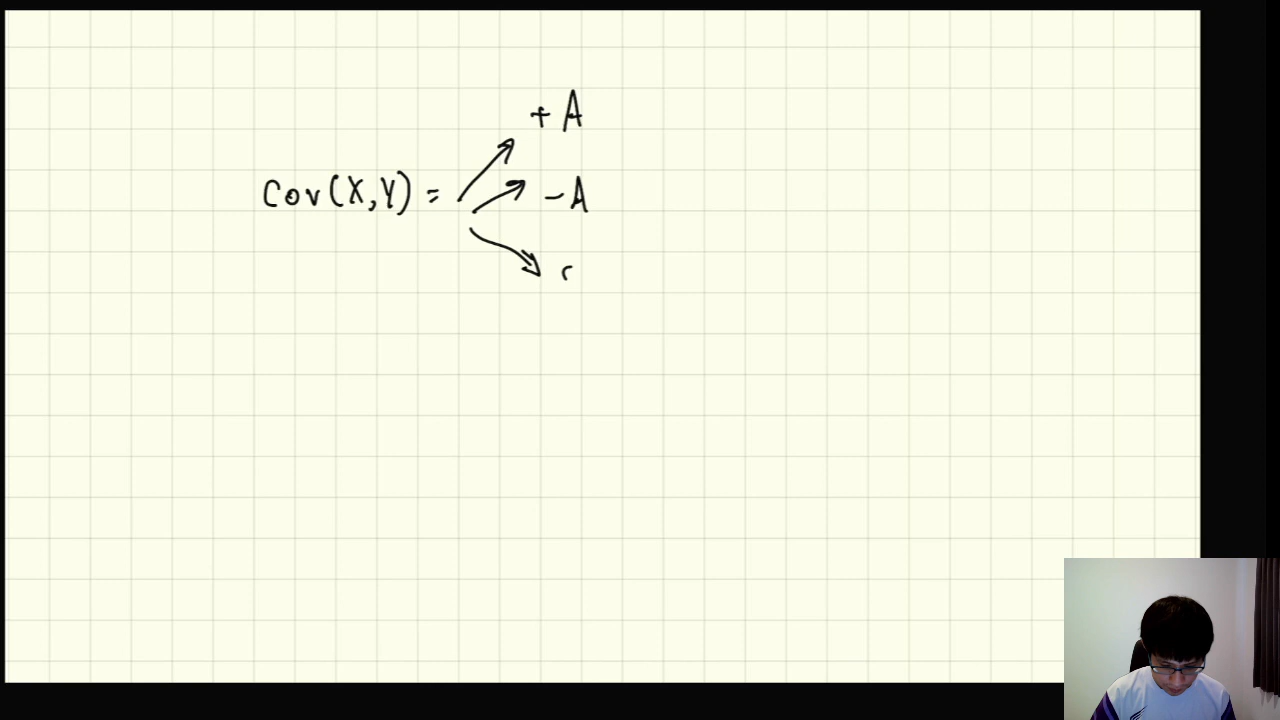 + A
Cov(X,Y) =
- A